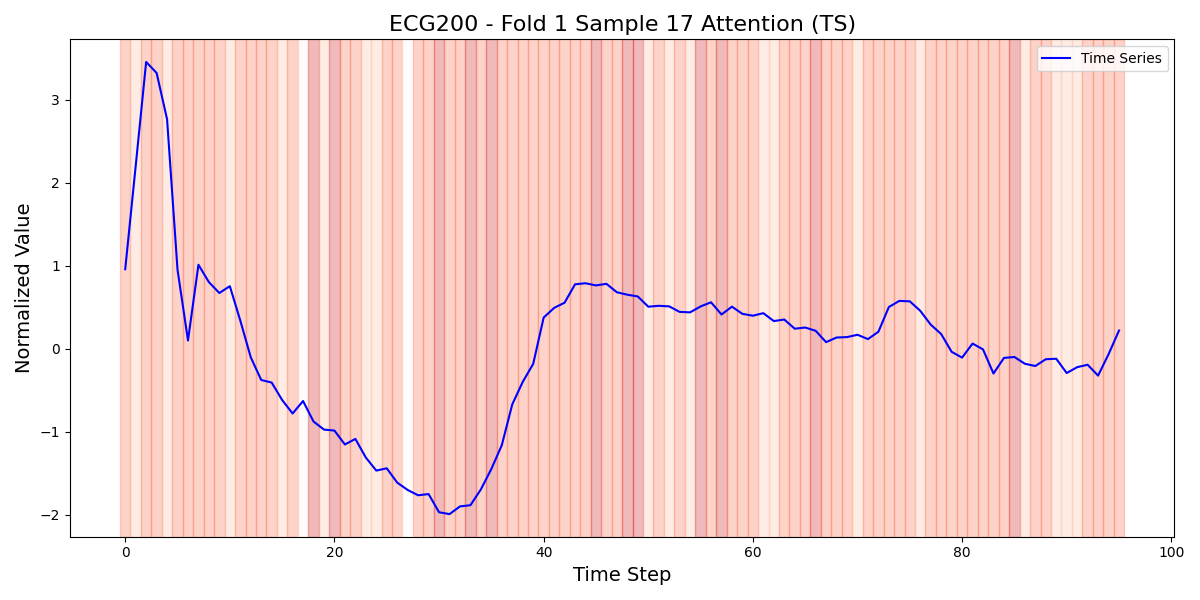 ECG200 - Fold 1 Sample 17 Attention (TS)
Time Series
Normalized Value
3
2
1
0
−1
−2
0 20 40 60 80 100
Time Step